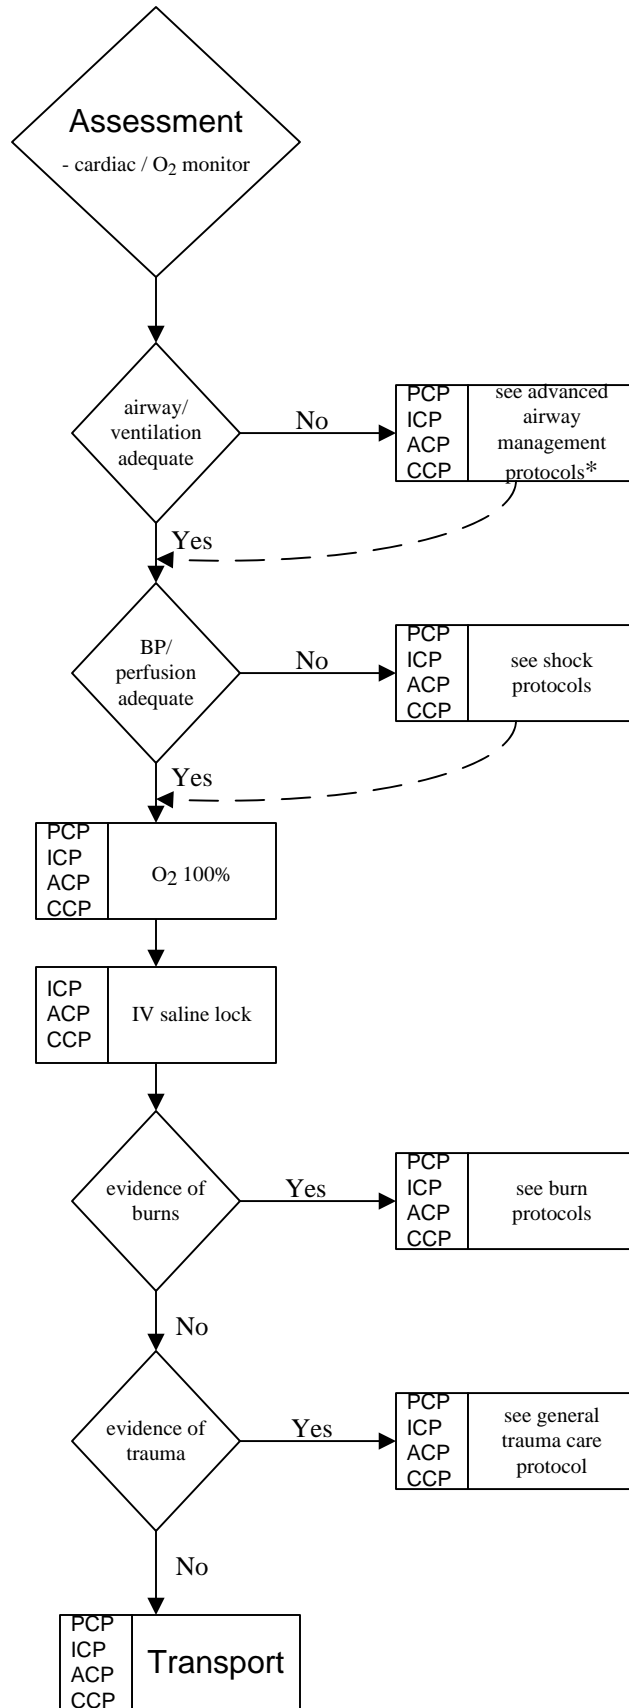 Assessment
- cardiac / O2 monitor
airway/
ventilation
adequate
No
PCP
ICP
ACP
CCP
see advanced
airway
management
protocols*
Yes
BP/
perfusion
adequate
No
PCP
ICP
ACP
CCP
see shock
protocols
Yes
PCP
ICP
ACP
CCP
O2 100%
ICP
ACP
CCP
IV saline lock
evidence of
burns
Yes
PCP
ICP
ACP
CCP
see burn
protocols
No
evidence of
trauma
Yes
PCP
ICP
ACP
CCP
see general
trauma care
protocol
No
PCP
ICP
ACP
CCP
Transport